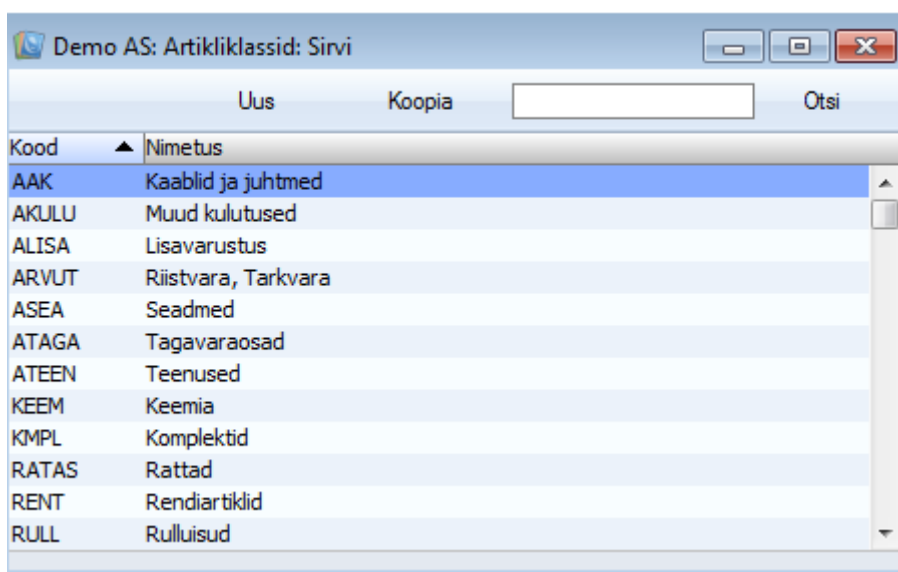 Demo AS: Artikliklassid: Sirvi
Uus Koopia Otsi
Kood Nimetus
AAK Kaablid ja juhtmed
AKULU Muud kulutused
ALISA Lisavarustus
ARVUT Riistvara, Tarkvara
ASEA Seadmed
ATAGA Tagavaraosad
ATEEN Teenused
KEEM Keemia
KMPL Komplektid
RATAS Rattad
RENT Rendiartiklid
RULL Rulluisud